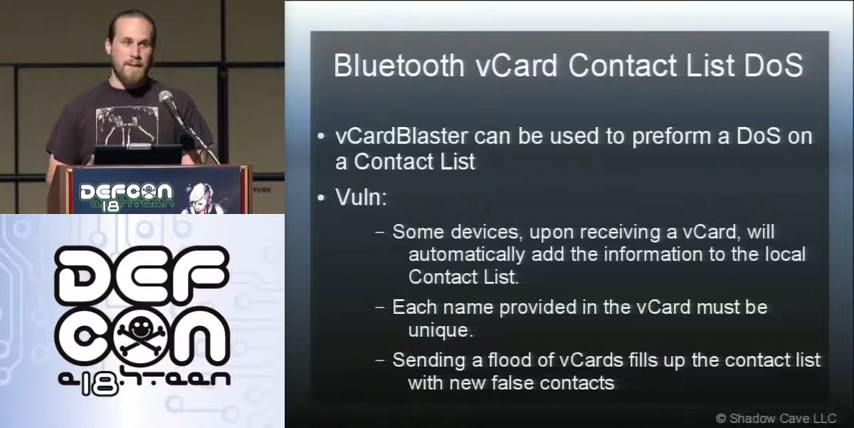 DEFCON
18
DEF
CON
e18hteen
Bluetooth vCard Contact List DoS
• vCardBlaster can be used to preform a DoS on
a Contact List
• Vuln:
– Some devices, upon receiving a vCard, will
automatically add the information to the local
Contact List.
– Each name provided in the vCard must be
unique.
– Sending a flood of vCards fills up the contact list
with new false contacts
© Shadow Cave LLC